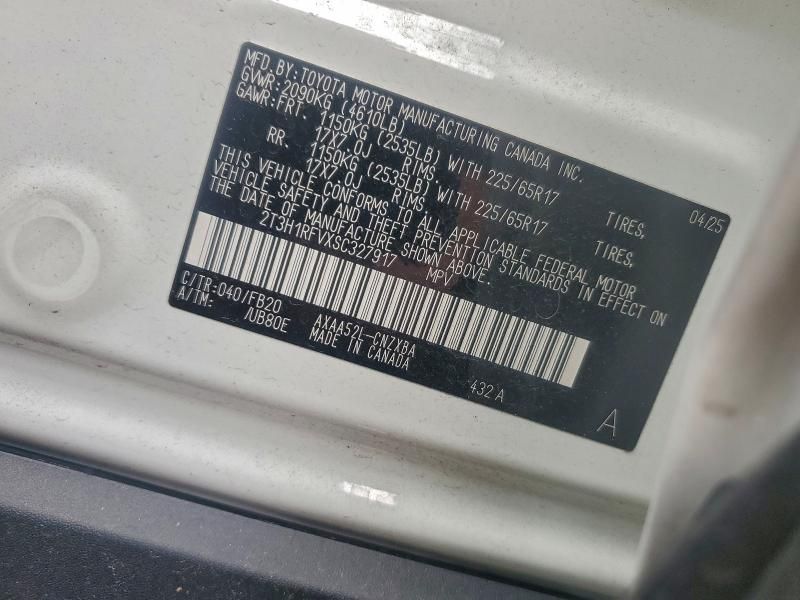 MFD. BY: TOYOTA MOTOR MANUFACTURING CANADA INC. 04/25
GVWR: 2090KG (4610LB)
GAWR: FRT. 1150KG (2535LB) WITH 225/65R17 TIRES,
17X7.0J RIMS
RR. 1150KG (2535LB) WITH 225/65R17 TIRES,
17X7.0J RIMS
THIS VEHICLE CONFORMS TO ALL APPLICABLE FEDERAL MOTOR
VEHICLE SAFETY AND THEFT PREVENTION STANDARDS IN EFFECT ON
THE DATE OF MANUFACTURE SHOWN ABOVE.
2T3H1RFVXSC327917 MPV
C/TR:040/FB20 AXAA52L-CNZXBA
A/TM: /UB80E MADE IN CANADA 432A
A